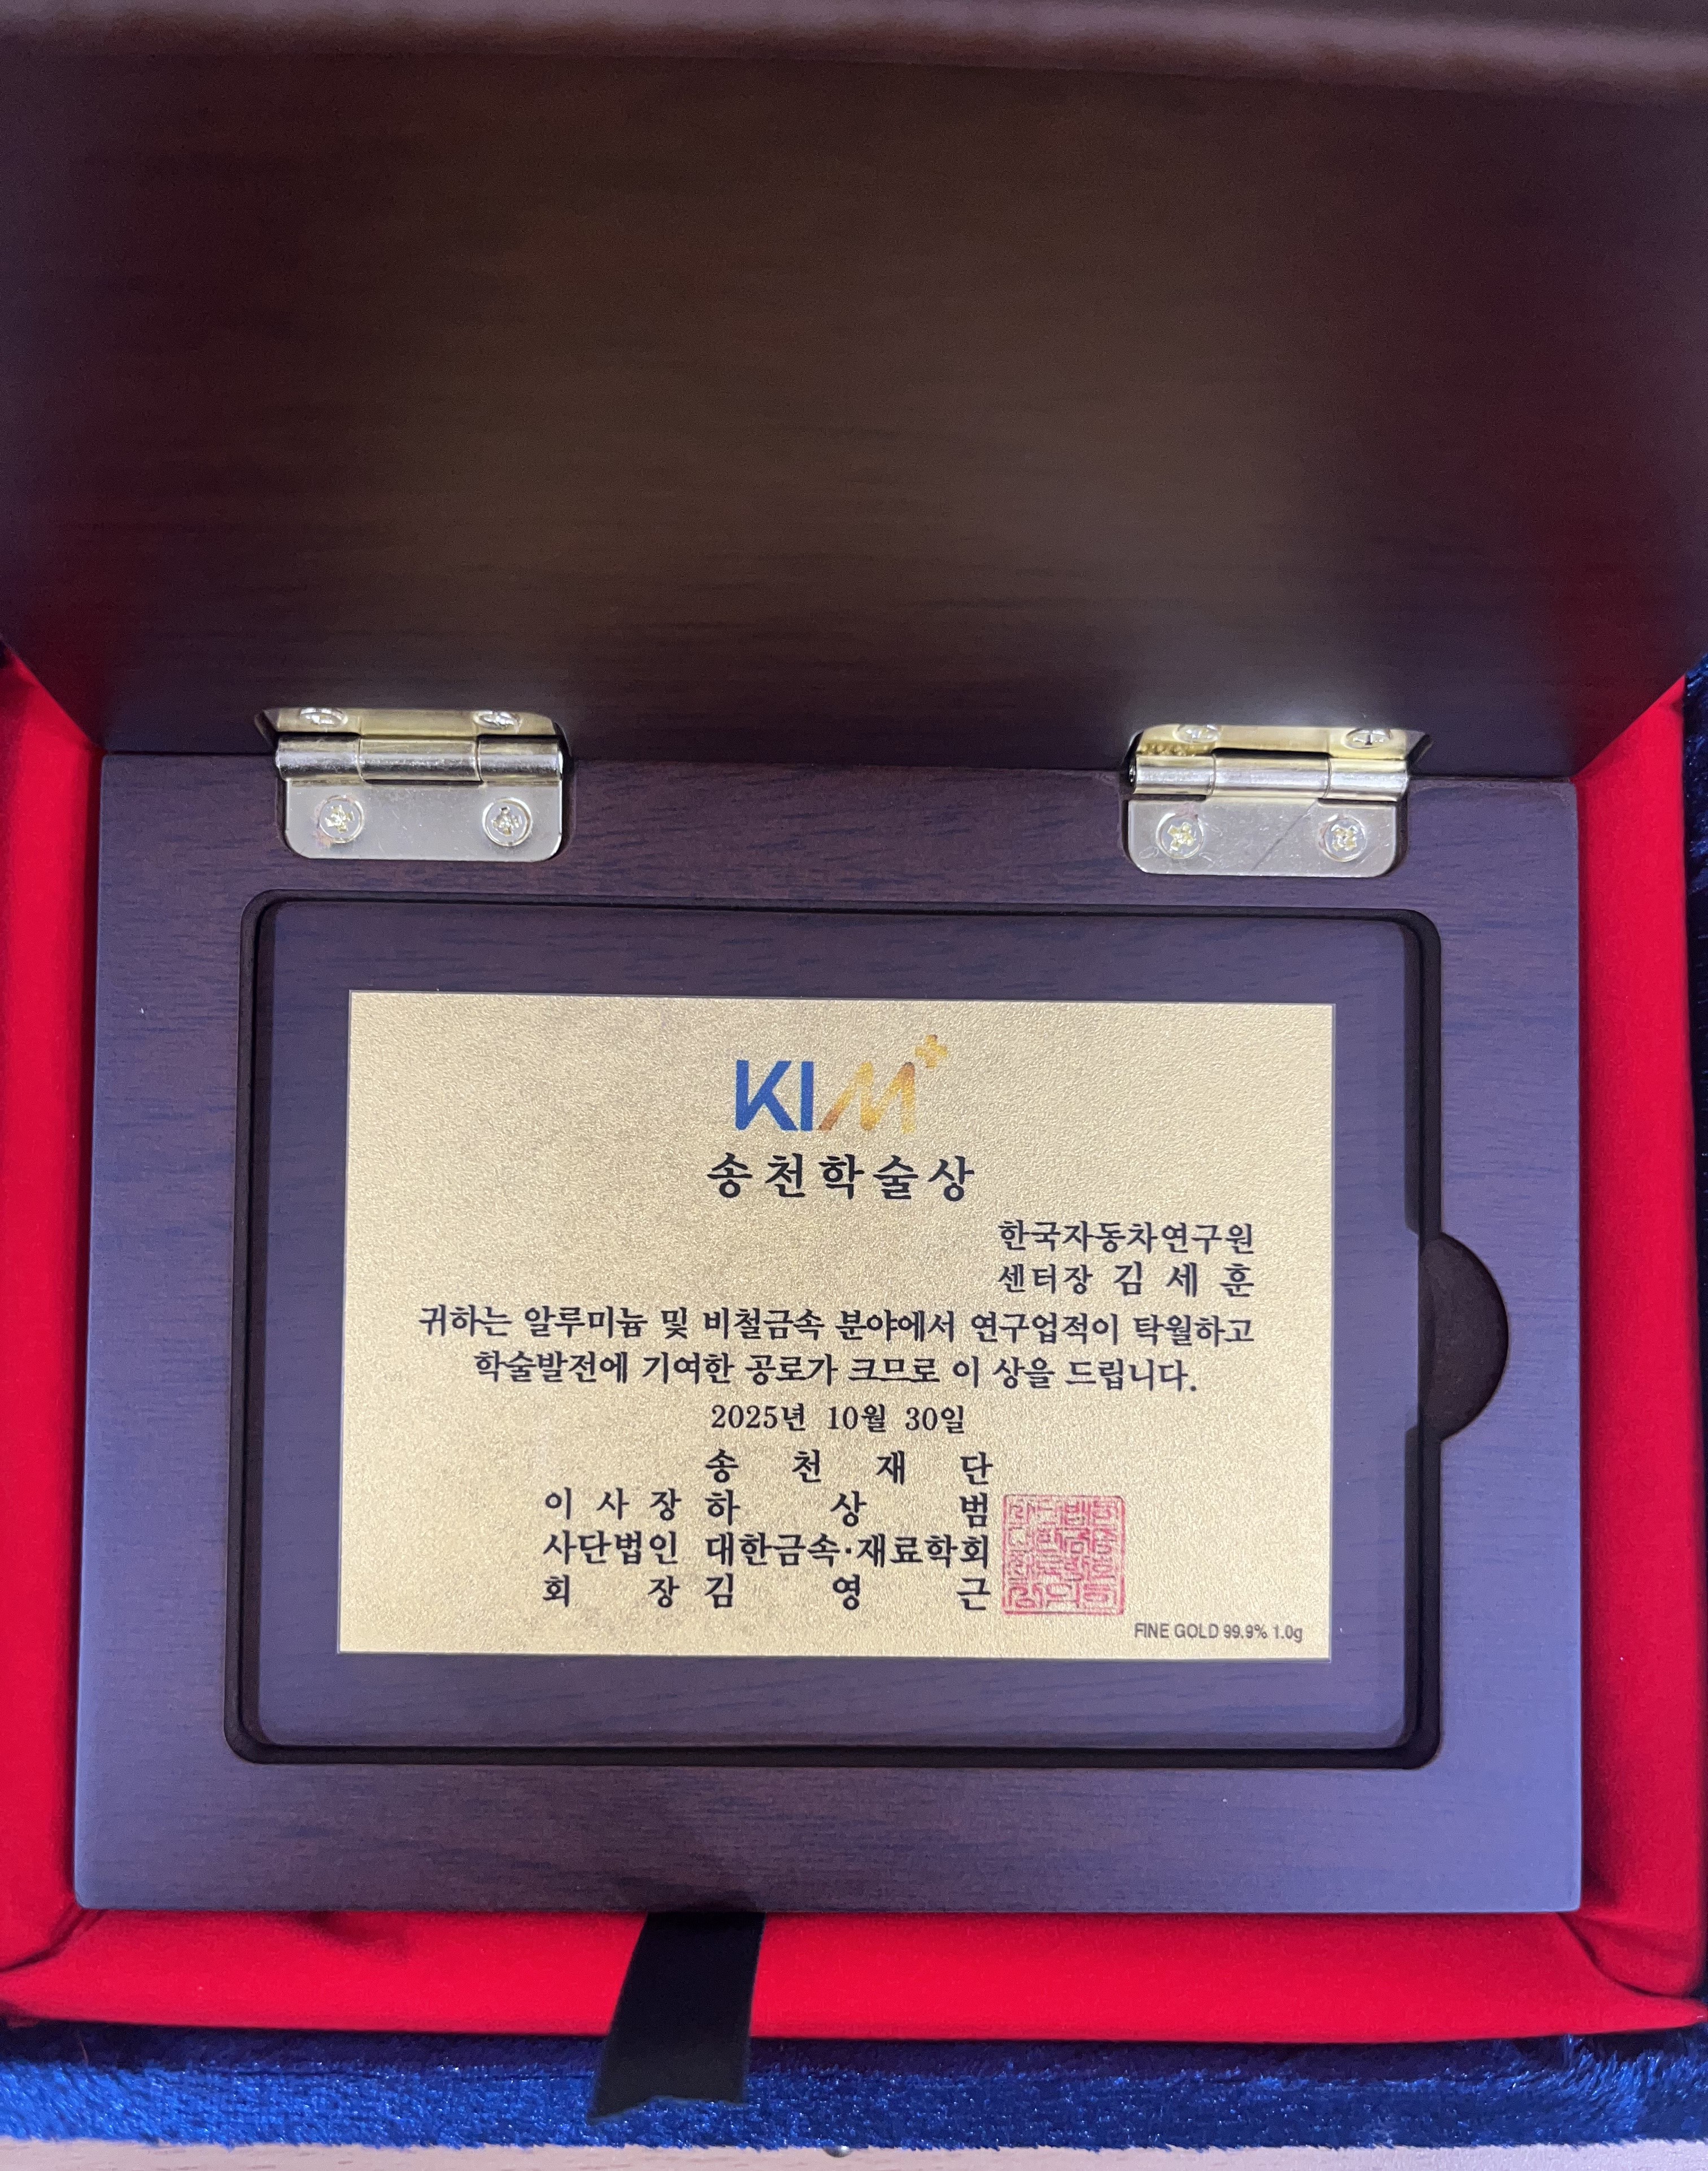 KIM+
송천학술상
한국자동차연구원
센터장 김 세 훈
귀하는 알루미늄 및 비철금속 분야에서 연구업적이 탁월하고
학술발전에 기여한 공로가 크므로 이 상을 드립니다.
2025년 10월 30일
송 천 재 단
이 사 장 하 상 범
사단법인 대한금속·재료학회
회 장 김 영 근
FINE GOLD 99.9% 1.0g